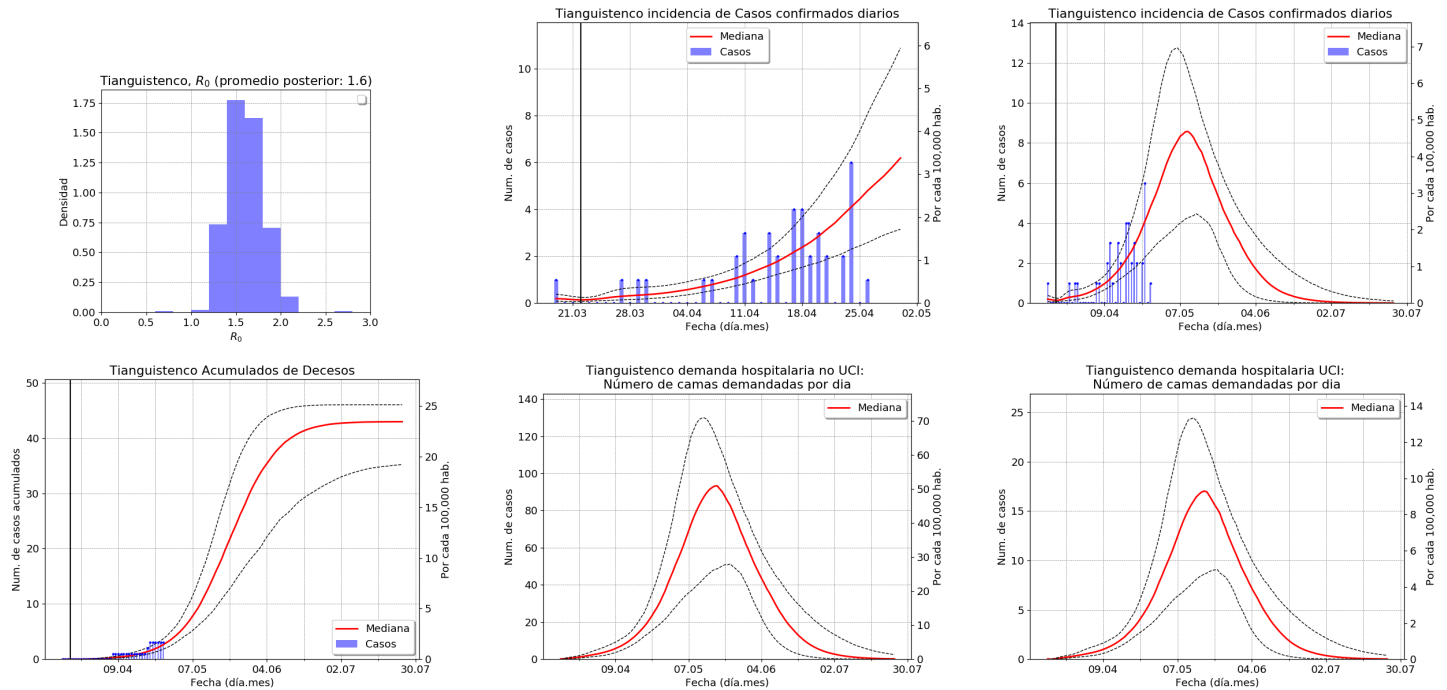 Tianguistenco, R₀ (promedio posterior: 1.6)
Densidad
1.75
1.50
1.25
1.00
0.75
0.50
0.25
0.00
0.0 0.5 1.0 1.5 2.0 2.5 3.0
R₀
Tianguistenco incidencia de Casos confirmados diarios
Mediana
Casos
Num. de casos
10
8
6
4
2
0
Por cada 100,000 hab.
6
5
4
3
2
1
0
21.03 28.03 04.04 11.04 18.04 25.04 02.05
Fecha (día.mes)
Tianguistenco incidencia de Casos confirmados diarios
Mediana
Casos
Num. de casos
14
12
10
8
6
4
2
0
Por cada 100,000 hab.
7
6
5
4
3
2
1
0
09.04 07.05 04.06 02.07 30.07
Fecha (día.mes)
Tianguistenco Acumulados de Decesos
Num. de casos acumulados
50
40
30
20
10
0
Por cada 100,000 hab.
25
20
15
10
5
0
Mediana
Casos
09.04 07.05 04.06 02.07 30.07
Fecha (día.mes)
Tianguistenco demanda hospitalaria no UCI:
Número de camas demandadas por dia
Mediana
Num. de casos
140
120
100
80
60
40
20
0
Por cada 100,000 hab.
70
60
50
40
30
20
10
0
09.04 07.05 04.06 02.07 30.07
Fecha (día.mes)
Tianguistenco demanda hospitalaria UCI:
Número de camas demandadas por dia
Mediana
Num. de casos
25
20
15
10
5
0
Por cada 100,000 hab.
14
12
10
8
6
4
2
0
09.04 07.05 04.06 02.07 30.07
Fecha (día.mes)